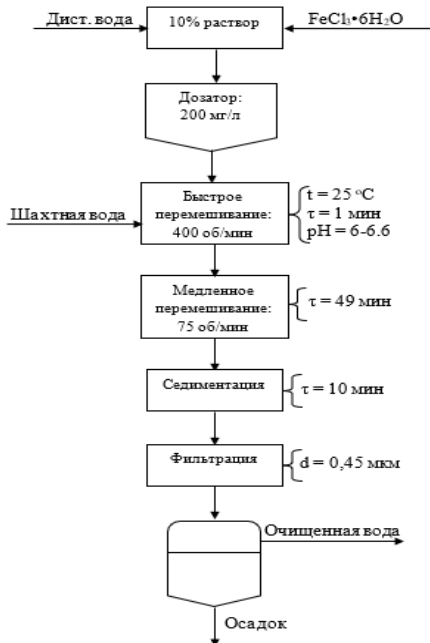 Дист. вода
10% раствор
FeCl₃•6H₂O
Дозатор:
200 мг/л
Шахтная вода
Быстрое
перемешивание:
400 об/мин
t = 25 °C
τ = 1 мин
pH = 6-6.6
Медленное
перемешивание:
75 об/мин
τ = 49 мин
Седиментация
τ = 10 мин
Фильтрация
d = 0,45 мкм
Очищенная вода
Осадок